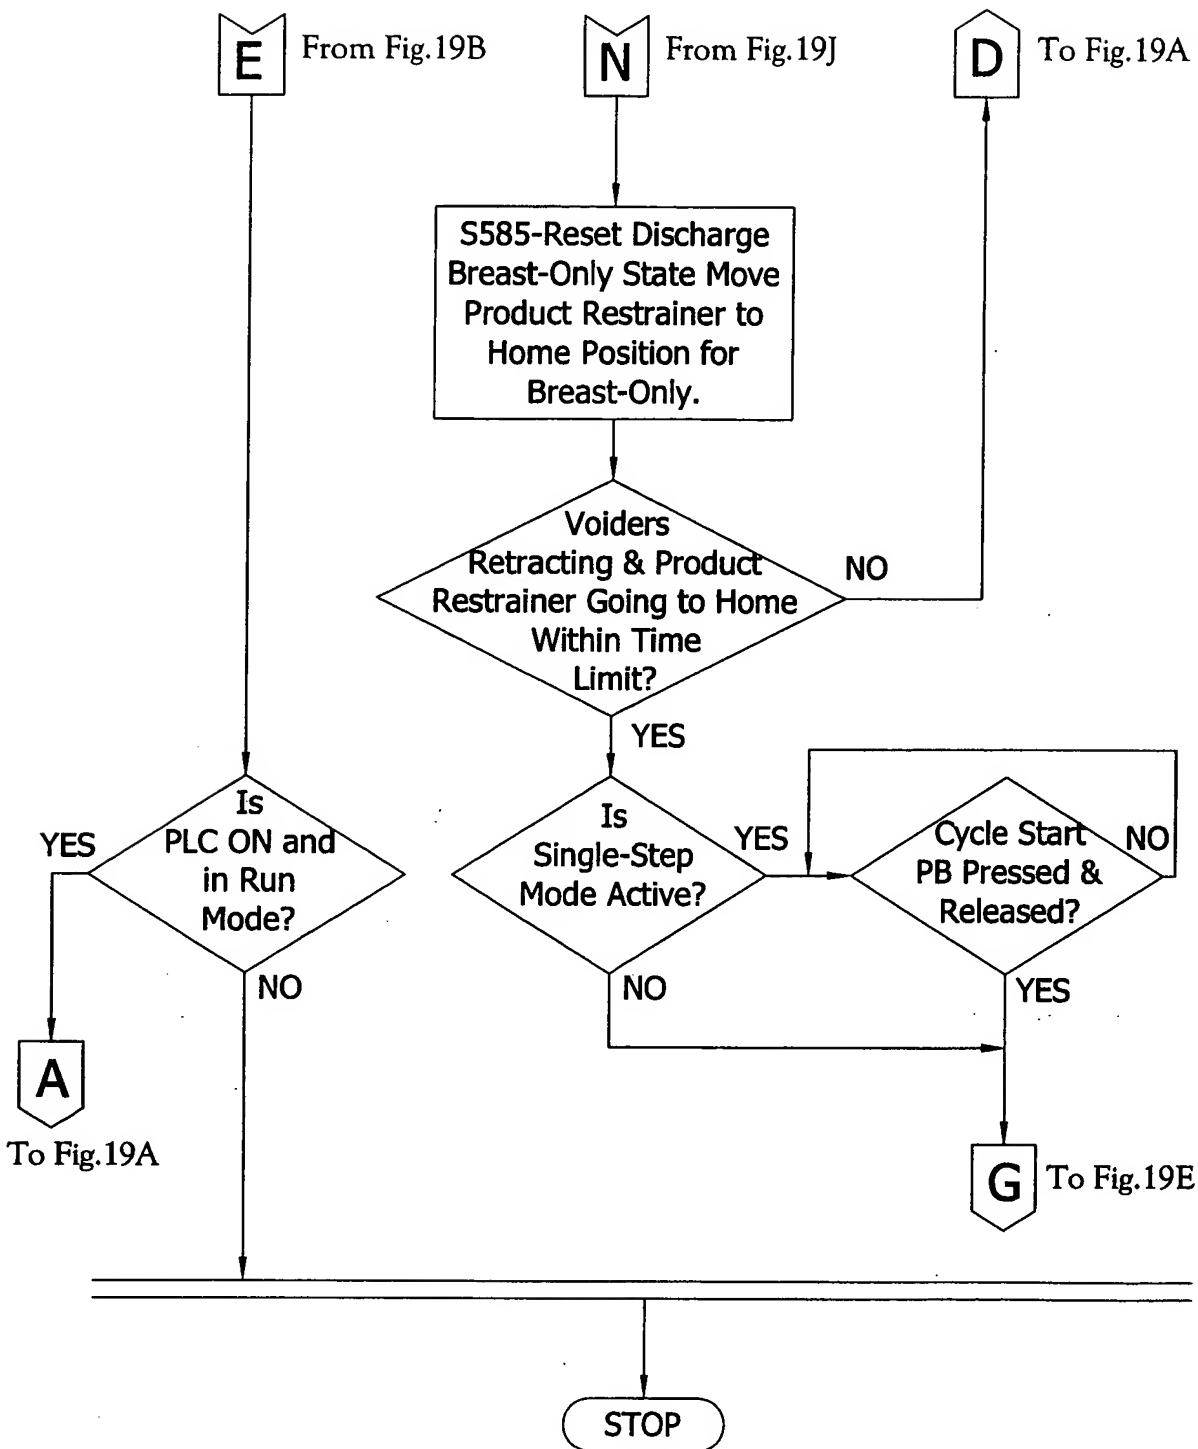 E From Fig.19B
N From Fig.19J
D To Fig.19A
S585-Reset Discharge
Breast-Only State Move
Product Restrainer to
Home Position for
Breast-Only.
Voiders
Retracting & Product
Restrainer Going to Home
Within Time
Limit?
NO
YES
Is
PLC ON and
in Run
Mode?
YES
NO
Is
Single-Step
Mode Active?
YES
NO
Cycle Start
PB Pressed &
Released?
NO
YES
A
To Fig.19A
G To Fig.19E
STOP